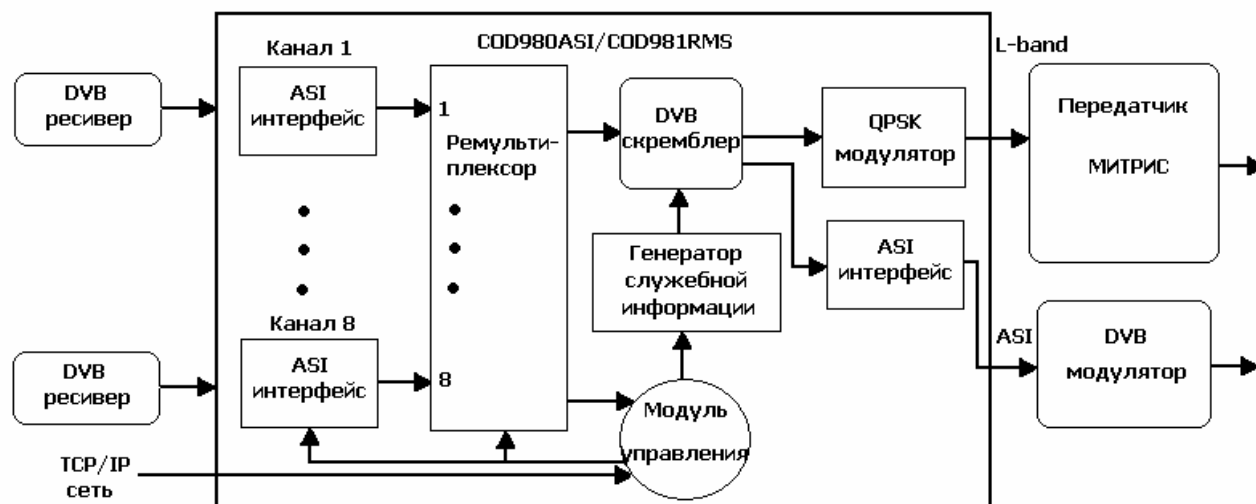 COD980ASI/COD981RMS
L-band
Канал 1
DVB
ресивер
ASI
интерфейс
1
Ремульти-
плексор
DVB
скремблер
QPSK
модулятор
Передатчик
МИТРИС
Генератор
служебной
информации
ASI
интерфейс
Канал 8
DVB
ресивер
ASI
интерфейс
8
Модуль
управления
ASI
DVB
модулятор
TCP/IP
сеть